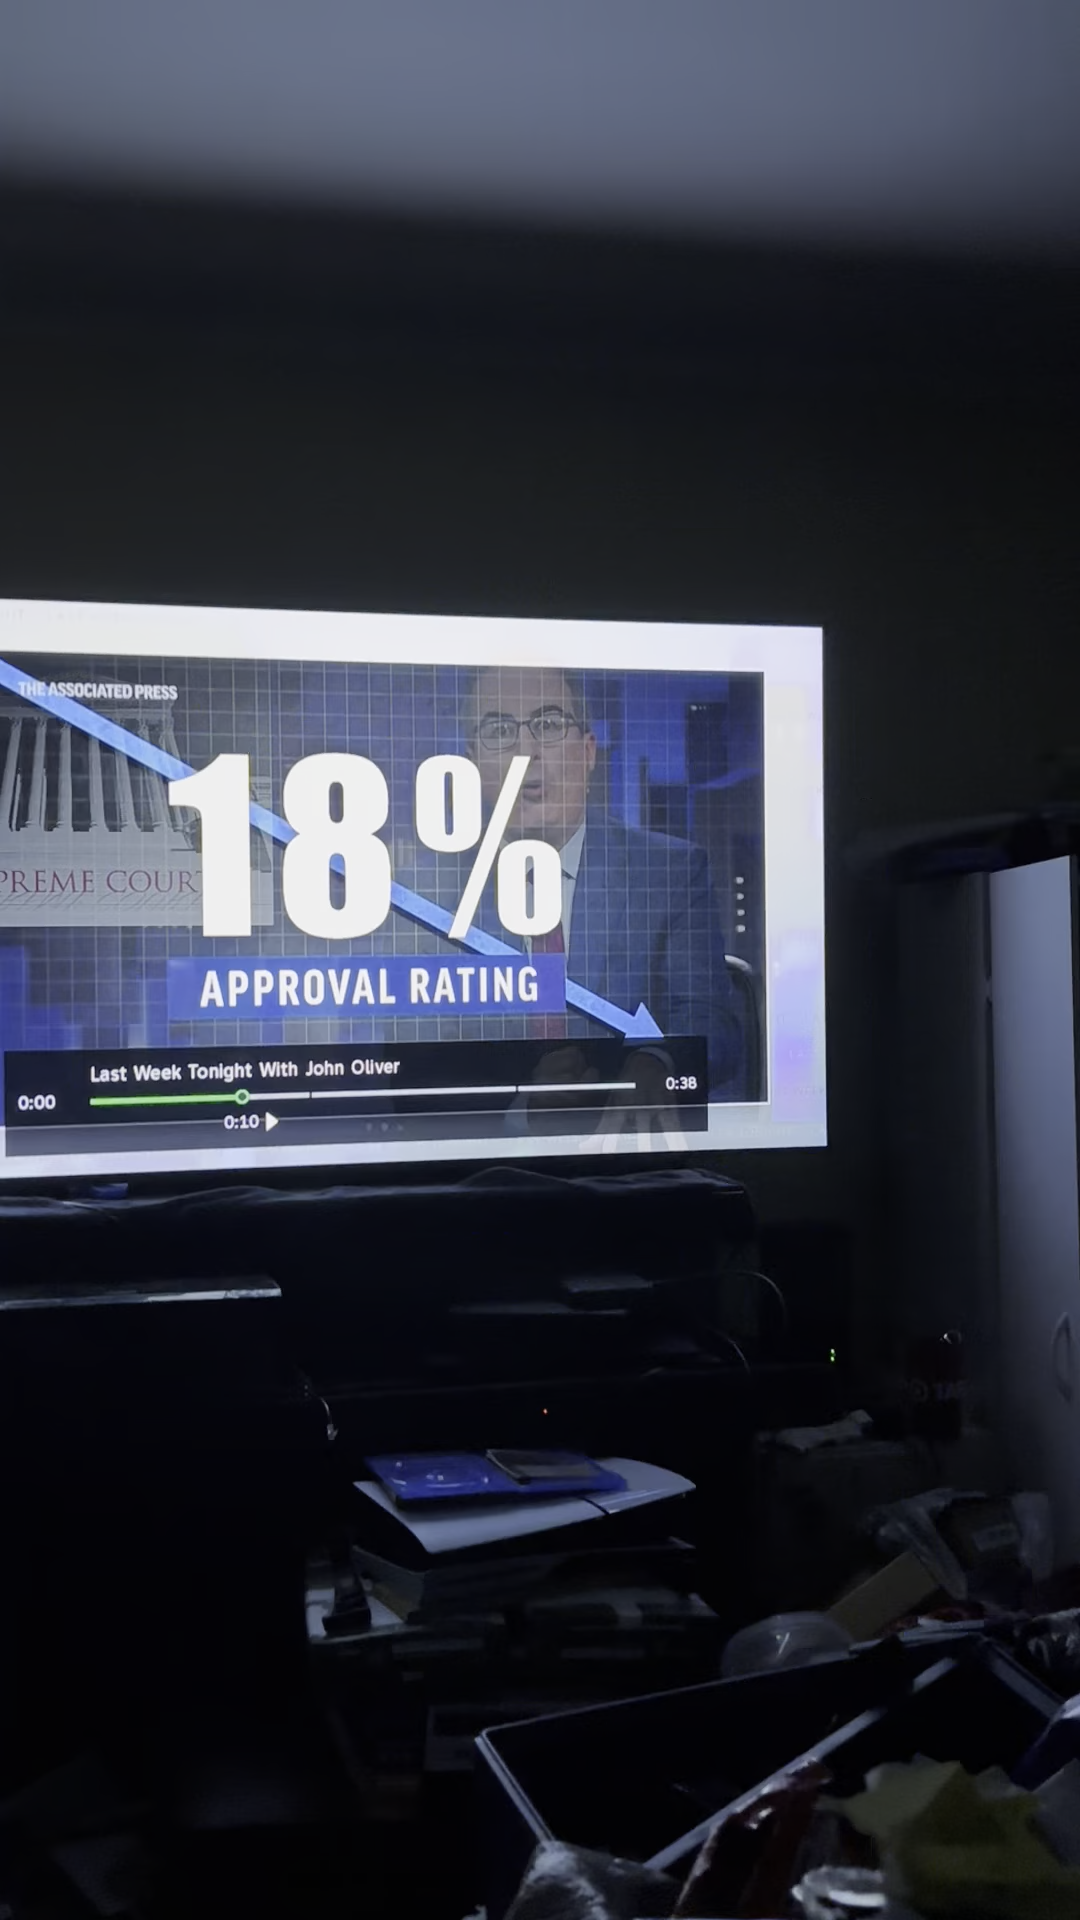 THE ASSOCIATED PRESS
18%
PREME COURT
APPROVAL RATING
Last Week Tonight With John Oliver
0:00
0:38
0:10